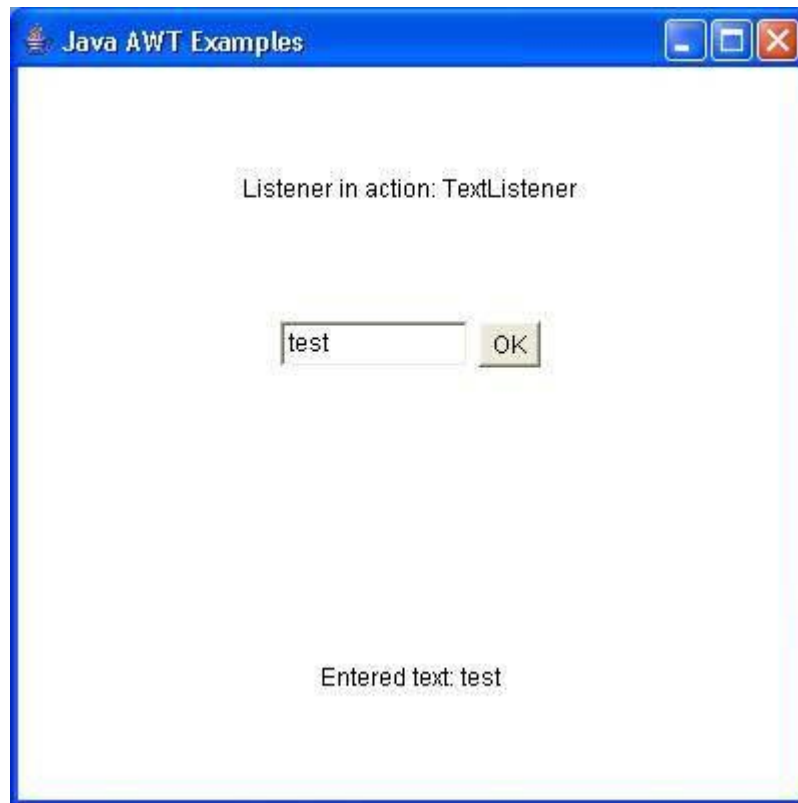 Java AWT Examples
Listener in action: TextListener
test OK
Entered text: test